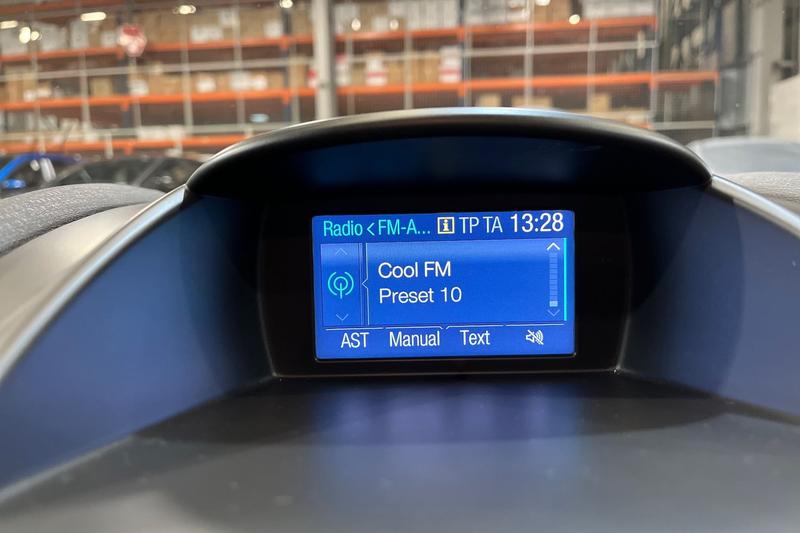 Radio < FM-A... i TP TA 13:28
Cool FM
Preset 10
AST Manual Text